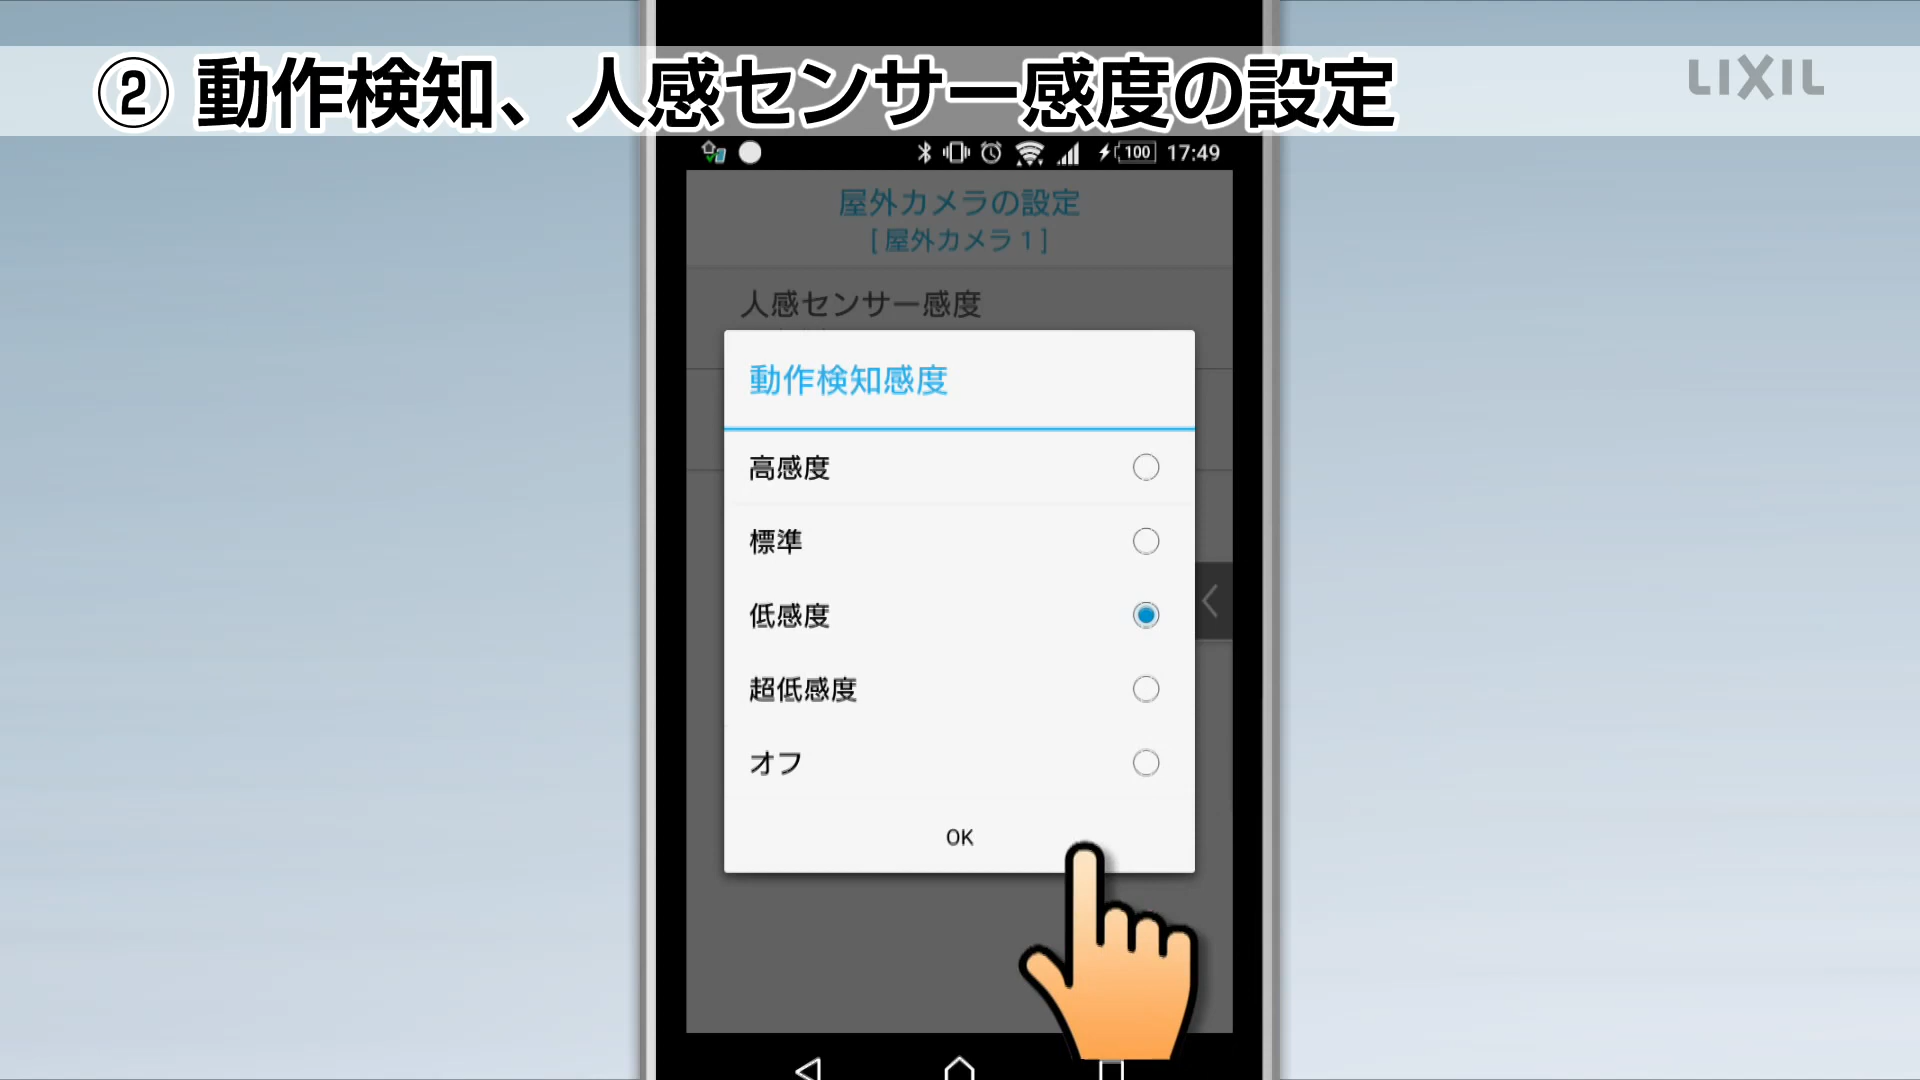 ② 動作検知、人感センサー感度の設定
LIXIL
100 17:49
屋外カメラの設定
[ 屋外カメラ 1 ]
人感センサー感度
動作検知感度
高感度
標準
低感度
超低感度
オフ
OK